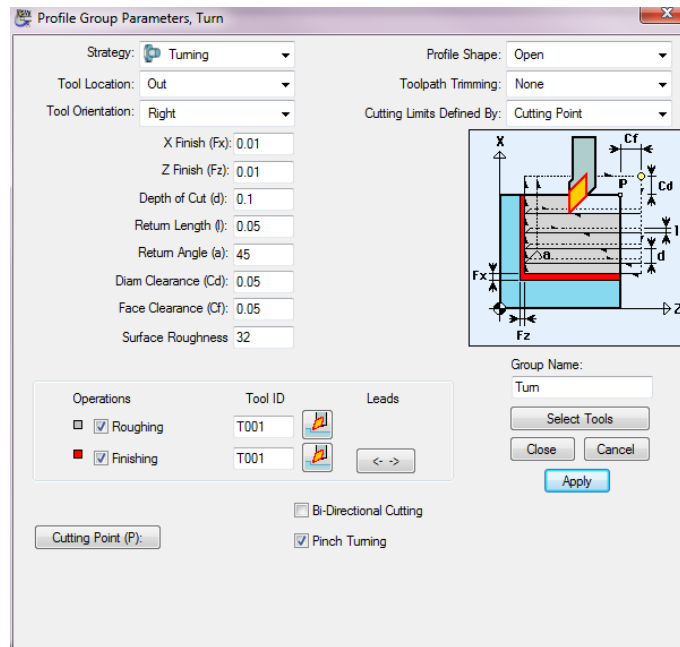 Profile Group Parameters, Turn
X
Strategy: Turning
Profile Shape: Open
Tool Location: Out
Toolpath Trimming: None
Tool Orientation: Right
Cutting Limits Defined By: Cutting Point
X Finish (Fx): 0.01
Z Finish (Fz): 0.01
Depth of Cut (d): 0.1
Return Length (l): 0.05
Return Angle (a): 45
Diam Clearance (Cd): 0.05
Face Clearance (Cf): 0.05
Surface Roughness 32
X
Cf
P
Cd
l
a
d
Fx
Z
Fz
Group Name:
Turn
Select Tools
Close Cancel
Apply
Operations Tool ID Leads
Roughing T001
Finishing T001 <- ->
Bi-Directional Cutting
Cutting Point (P):
Pinch Turning